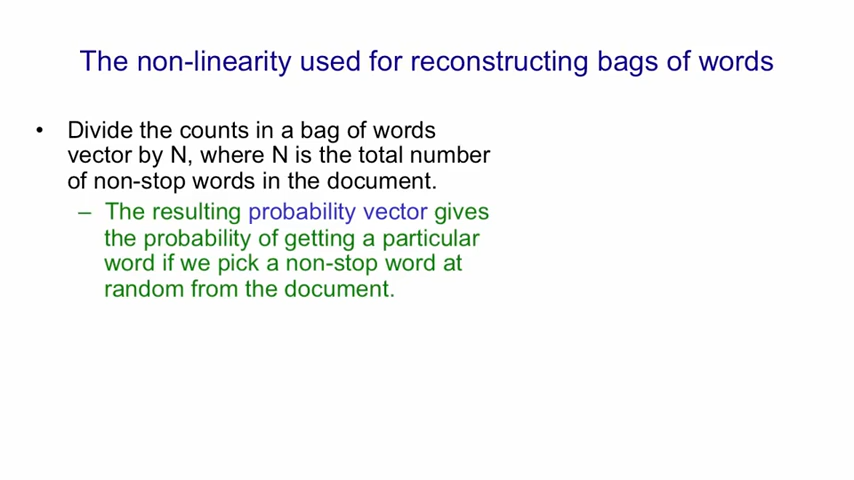 The non-linearity used for reconstructing bags of words
• Divide the counts in a bag of words
vector by N, where N is the total number
of non-stop words in the document.
– The resulting probability vector gives
the probability of getting a particular
word if we pick a non-stop word at
random from the document.